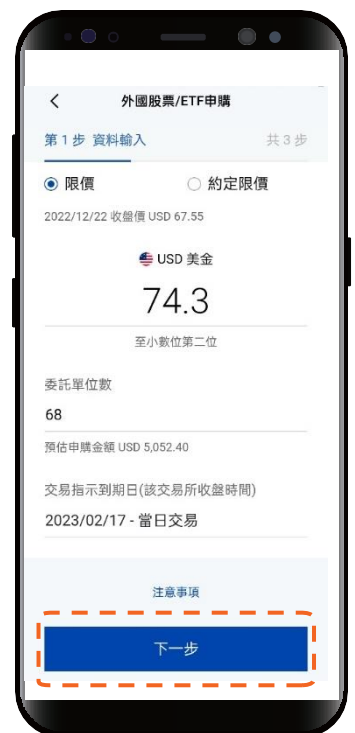 外國股票/ETF申購
第 1 步 資料輸入 共 3 步
限價 約定限價
2022/12/22 收盤價 USD 67.55
USD 美金
74.3
至小數位第二位
委託單位數
68
預估申購金額 USD 5,052.40
交易指示到期日(該交易所收盤時間)
2023/02/17 - 當日交易
注意事項
下一步